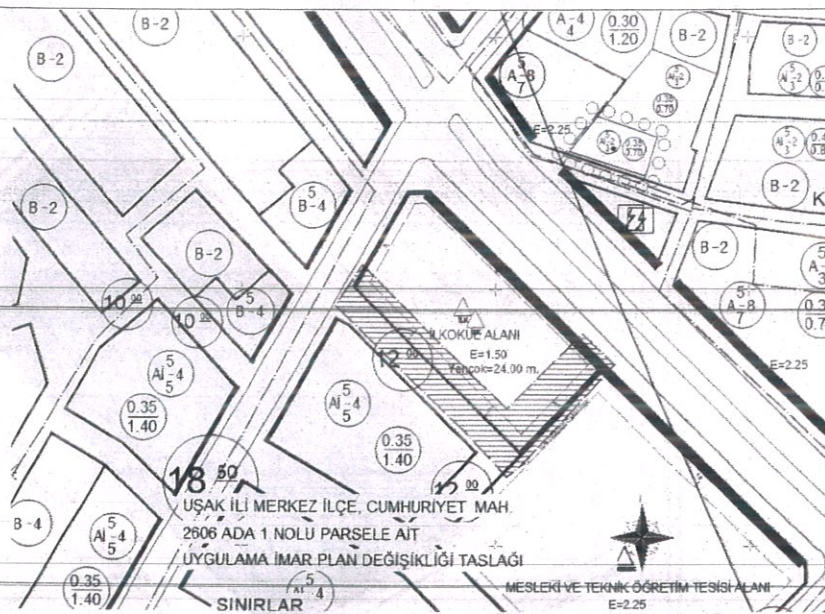 B-2
A-4
4
0.30
1.20
B-2
B-2
B-2
5
A-8
7
E=2.25
B-2
B-2
5
B-4
B-2
B-2
5
A-8
7
E=2.25
10 00
10 00
5
B-4
İLKOKUL ALANI
E=1.50
Yençok=24.00 m.
12 00
5
Aİ-4
5
0.35
1.40
5
Aİ-4
5
0.35
1.40
18 50
12 00
UŞAK İLİ MERKEZ İLÇE, CUMHURİYET MAH.
2606 ADA 1 NOLU PARSELE AİT
UYGULAMA İMAR PLAN DEĞİŞİKLİĞİ TASLAĞI
B-4
5
Aİ-4
5
0.35
1.40
5
Aİ-4
SINIRLAR
MESLEKİ VE TEKNİK ÖĞRETİM TESİSİ ALANI
E=2.25